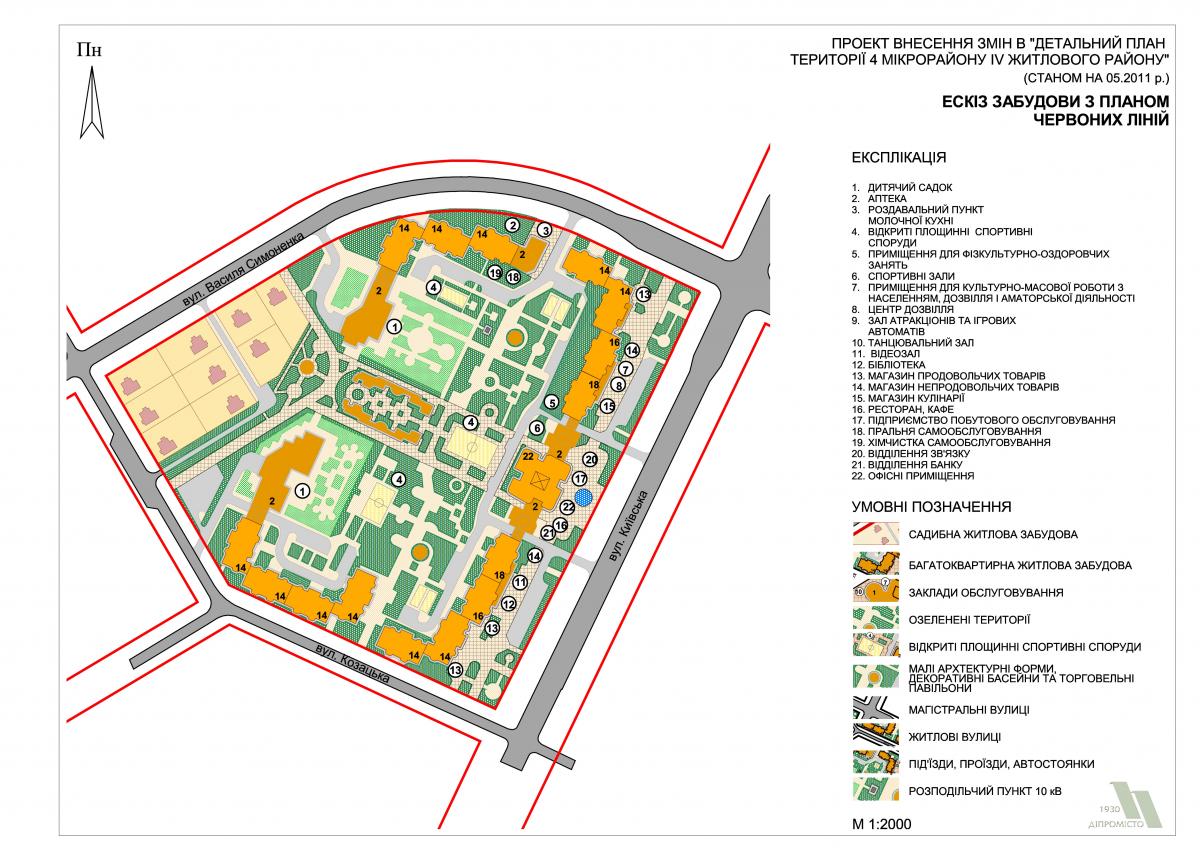 Пн
ПРОЕКТ ВНЕСЕННЯ ЗМІН В "ДЕТАЛЬНИЙ ПЛАН
ТЕРИТОРІЇ 4 МІКРОРАЙОНУ IV ЖИТЛОВОГО РАЙОНУ"
(СТАНОМ НА 05.2011 р.)
ЕСКІЗ ЗАБУДОВИ З ПЛАНОМ
ЧЕРВОНИХ ЛІНІЙ
ЕКСПЛІКАЦІЯ
1. ДИТЯЧИЙ САДОК
2. АПТЕКА
3. РОЗДАВАЛЬНИЙ ПУНКТ
МОЛОЧНОЇ КУХНІ
4. ВІДКРИТІ ПЛОЩИННІ СПОРТИВНІ
СПОРУДИ
5. ПРИМІЩЕННЯ ДЛЯ ФІЗКУЛЬТУРНО-ОЗДОРОВЧИХ
ЗАНЯТЬ
6. СПОРТИВНІ ЗАЛИ
7. ПРИМІЩЕННЯ ДЛЯ КУЛЬТУРНО-МАСОВОЇ РОБОТИ З
НАСЕЛЕННЯМ, ДОЗВІЛЛЯ І АМАТОРСЬКОЇ ДІЯЛЬНОСТІ
8. ЦЕНТР ДОЗВІЛЛЯ
9. ЗАЛ АТРАКЦІОНІВ ТА ІГРОВИХ
АВТОМАТІВ
10. ТАНЦЮВАЛЬНИЙ ЗАЛ
11. ВІДЕОЗАЛ
12. БІБЛІОТЕКА
13. МАГАЗИН ПРОДОВОЛЬЧИХ ТОВАРІВ
14. МАГАЗИН НЕПРОДОВОЛЬЧИХ ТОВАРІВ
15. МАГАЗИН КУЛІНАРІЇ
16. РЕСТОРАН, КАФЕ
17. ПІДПРИЄМСТВО ПОБУТОВОГО ОБСЛУГОВУВАННЯ
18. ПРАЛЬНЯ САМООБСЛУГОВУВАННЯ
19. ХІМЧИСТКА САМООБСЛУГОВУВАННЯ
20. ВІДДІЛЕННЯ ЗВ'ЯЗКУ
21. ВІДДІЛЕННЯ БАНКУ
22. ОФІСНІ ПРИМІЩЕННЯ
УМОВНІ ПОЗНАЧЕННЯ
САДИБНА ЖИТЛОВА ЗАБУДОВА
БАГАТОКВАРТИРНА ЖИТЛОВА ЗАБУДОВА
ЗАКЛАДИ ОБСЛУГОВУВАННЯ
ОЗЕЛЕНЕНІ ТЕРИТОРІЇ
ВІДКРИТІ ПЛОЩИННІ СПОРТИВНІ СПОРУДИ
МАЛІ АРХТЕКТУРНІ ФОРМИ,
ДЕКОРАТИВНІ БАСЕЙНИ ТА ТОРГОВЕЛЬНІ
ПАВІЛЬОНИ
МАГІСТРАЛЬНІ ВУЛИЦІ
ЖИТЛОВІ ВУЛИЦІ
ПІД'ЇЗДИ, ПРОЇЗДИ, АВТОСТОЯНКИ
РОЗПОДІЛЬЧИЙ ПУНКТ 10 кВ
М 1:2000
1930
ДІПРОМІСТО
вул. Василя Симоненка
вул. Київська
вул. Козацька
14
14
14
2
3
2
14
19
18
4
2
14
13
1
16
14
7
18
8
5
15
4
6
22
2
20
4
17
1
2
2
22
16
21
14
18
11
14
12
14
16
14
14
13
14
14
13